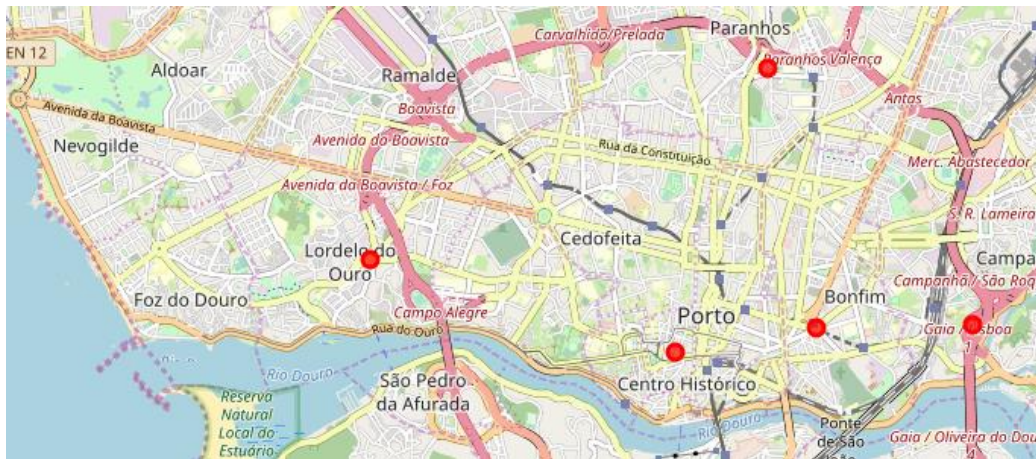 Paranhos
Carvalhido/Prelada
EN 12
Aldoar
Ramalde
Paranhos Valença
Boavista
Antas
Avenida da Boavista
Avenida da Boavista
Nevogilde
Rua da Constituição
Merc. Abastecedor
Avenida da Boavista / Foz
S. R. Lameira
Cedofeita
Lordelo do
Ouro
Campa
Campanhã / São Roq
Foz do Douro
Campo Alegre
Bonfim
Porto
Rua do Ouro
Gaia / Lisboa
Rio Douro
São Pedro
da Afurada
Centro Histórico
Reserva
Natural
Local do
Estuário
Rio Douro
Ponte
de São
João
Gaia / Oliveira do Dou